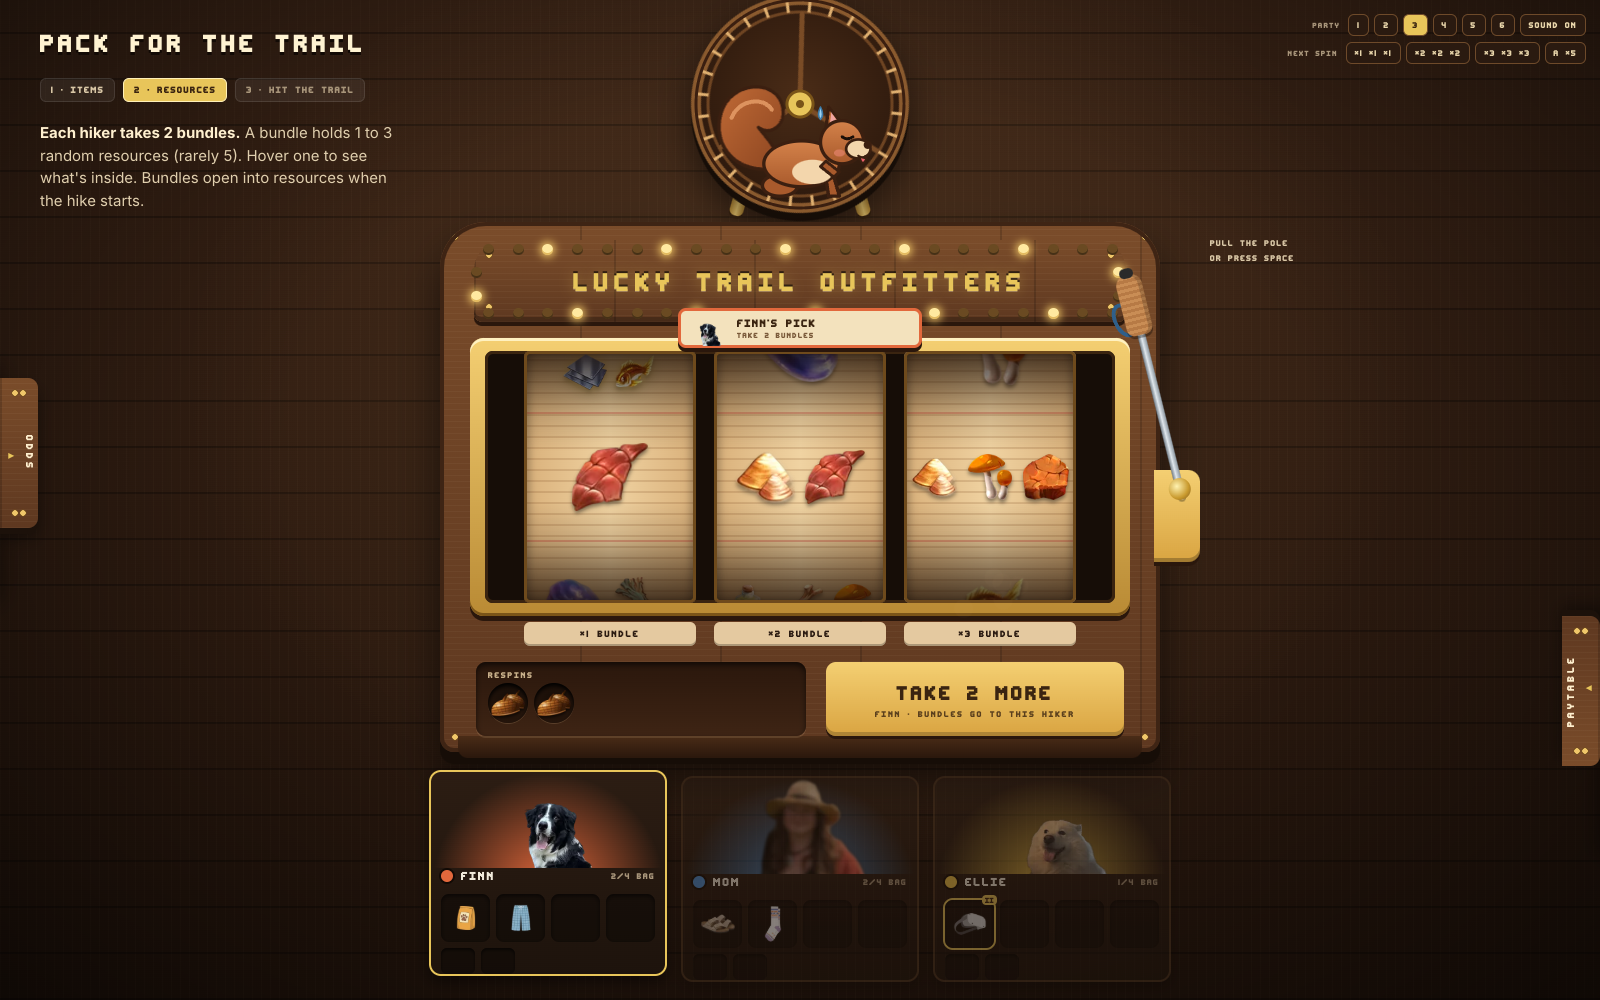 PACK FOR THE TRAIL
1 · ITEMS
2 · RESOURCES
3 · HIT THE TRAIL
Each hiker takes 2 bundles. A bundle holds 1 to 3
random resources (rarely 5). Hover one to see
what's inside. Bundles open into resources when
the hike starts.
PARTY
1
2
3
4
5
6
SOUND ON
NEXT SPIN
×1 ×1 ×1
×2 ×2 ×2
×3 ×3 ×3
A ×5
PULL THE POLE
OR PRESS SPACE
LUCKY TRAIL OUTFITTERS
FINN'S PICK
TAKE 2 BUNDLES
ODDS
×1 BUNDLE
×2 BUNDLE
×3 BUNDLE
PAYTABLE
RESPINS
TAKE 2 MORE
FINN · BUNDLES GO TO THIS HIKER
FINN
2/4 BAG
MOM
2/4 BAG
ELLIE
1/4 BAG